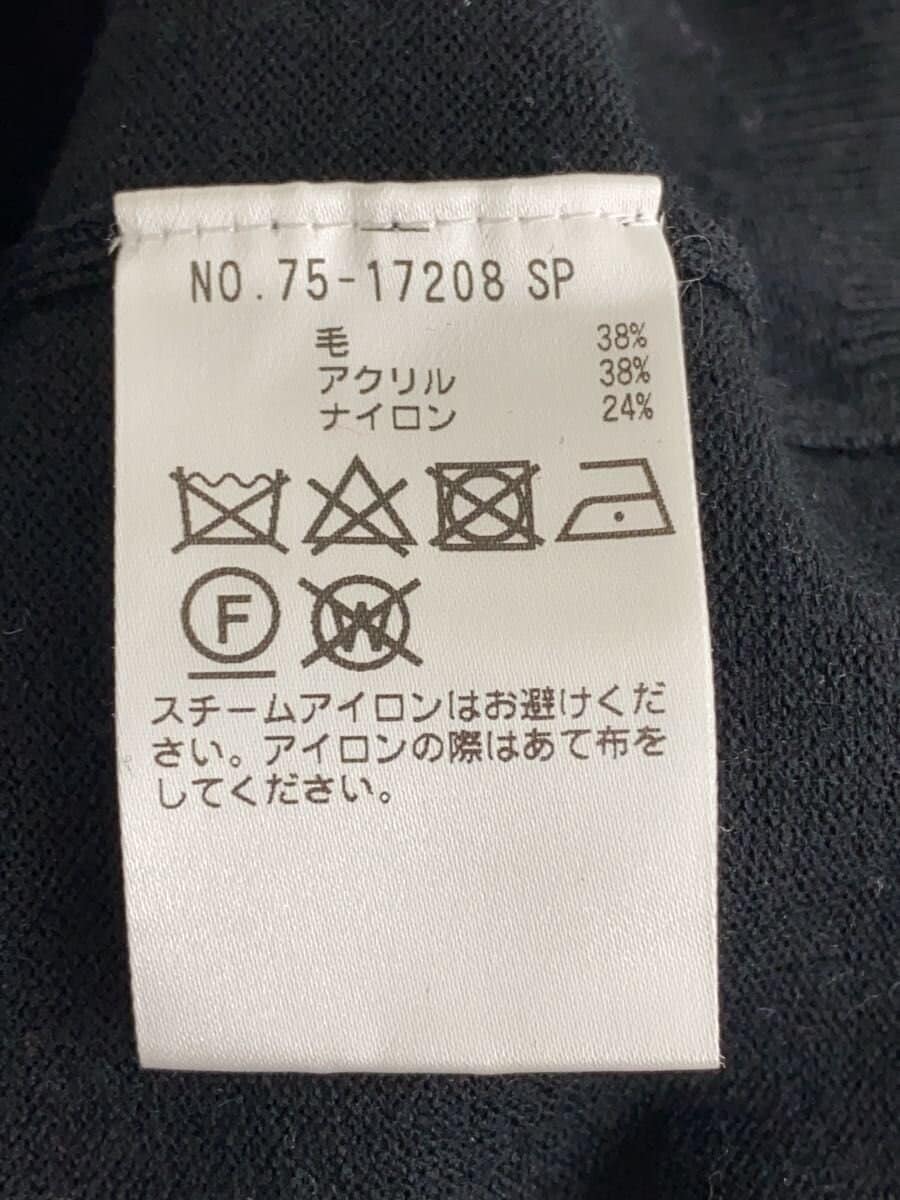 NO.75-17208 SP
毛 38%
アクリル 38%
ナイロン 24%
F W
スチームアイロンはお避けくだ
さい。アイロンの際はあて布を
してください。